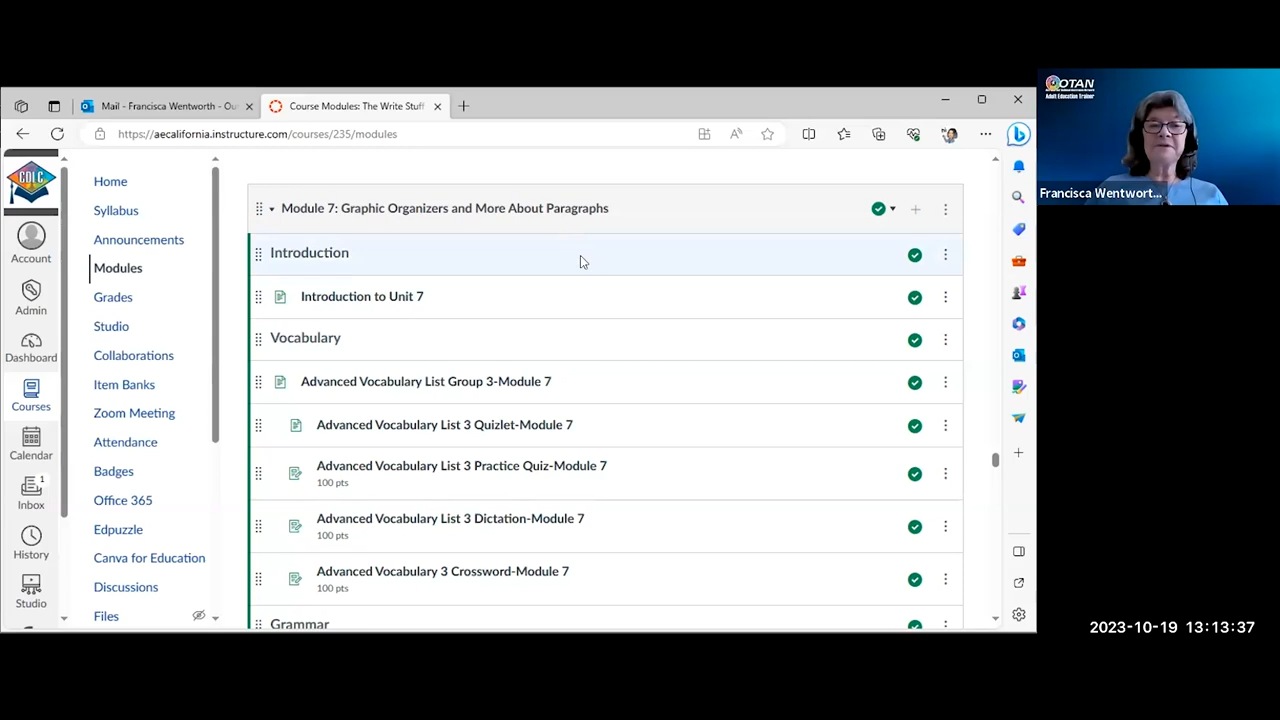 Mail - Francisca Wentworth - Ou
Course Modules: The Write Stuff
https://aecalifornia.instructure.com/courses/235/modules
OTAN
Adult Education Trainer
Francisca Wentwort...
CDLC
Account
Admin
Dashboard
Courses
Calendar
1
Inbox
History
Studio
Home
Syllabus
Announcements
Modules
Grades
Studio
Collaborations
Item Banks
Zoom Meeting
Attendance
Badges
Office 365
Edpuzzle
Canva for Education
Discussions
Files
Module 7: Graphic Organizers and More About Paragraphs
Introduction
Introduction to Unit 7
Vocabulary
Advanced Vocabulary List Group 3-Module 7
Advanced Vocabulary List 3 Quizlet-Module 7
Advanced Vocabulary List 3 Practice Quiz-Module 7
100 pts
Advanced Vocabulary List 3 Dictation-Module 7
100 pts
Advanced Vocabulary 3 Crossword-Module 7
100 pts
Grammar
2023-10-19 13:13:37